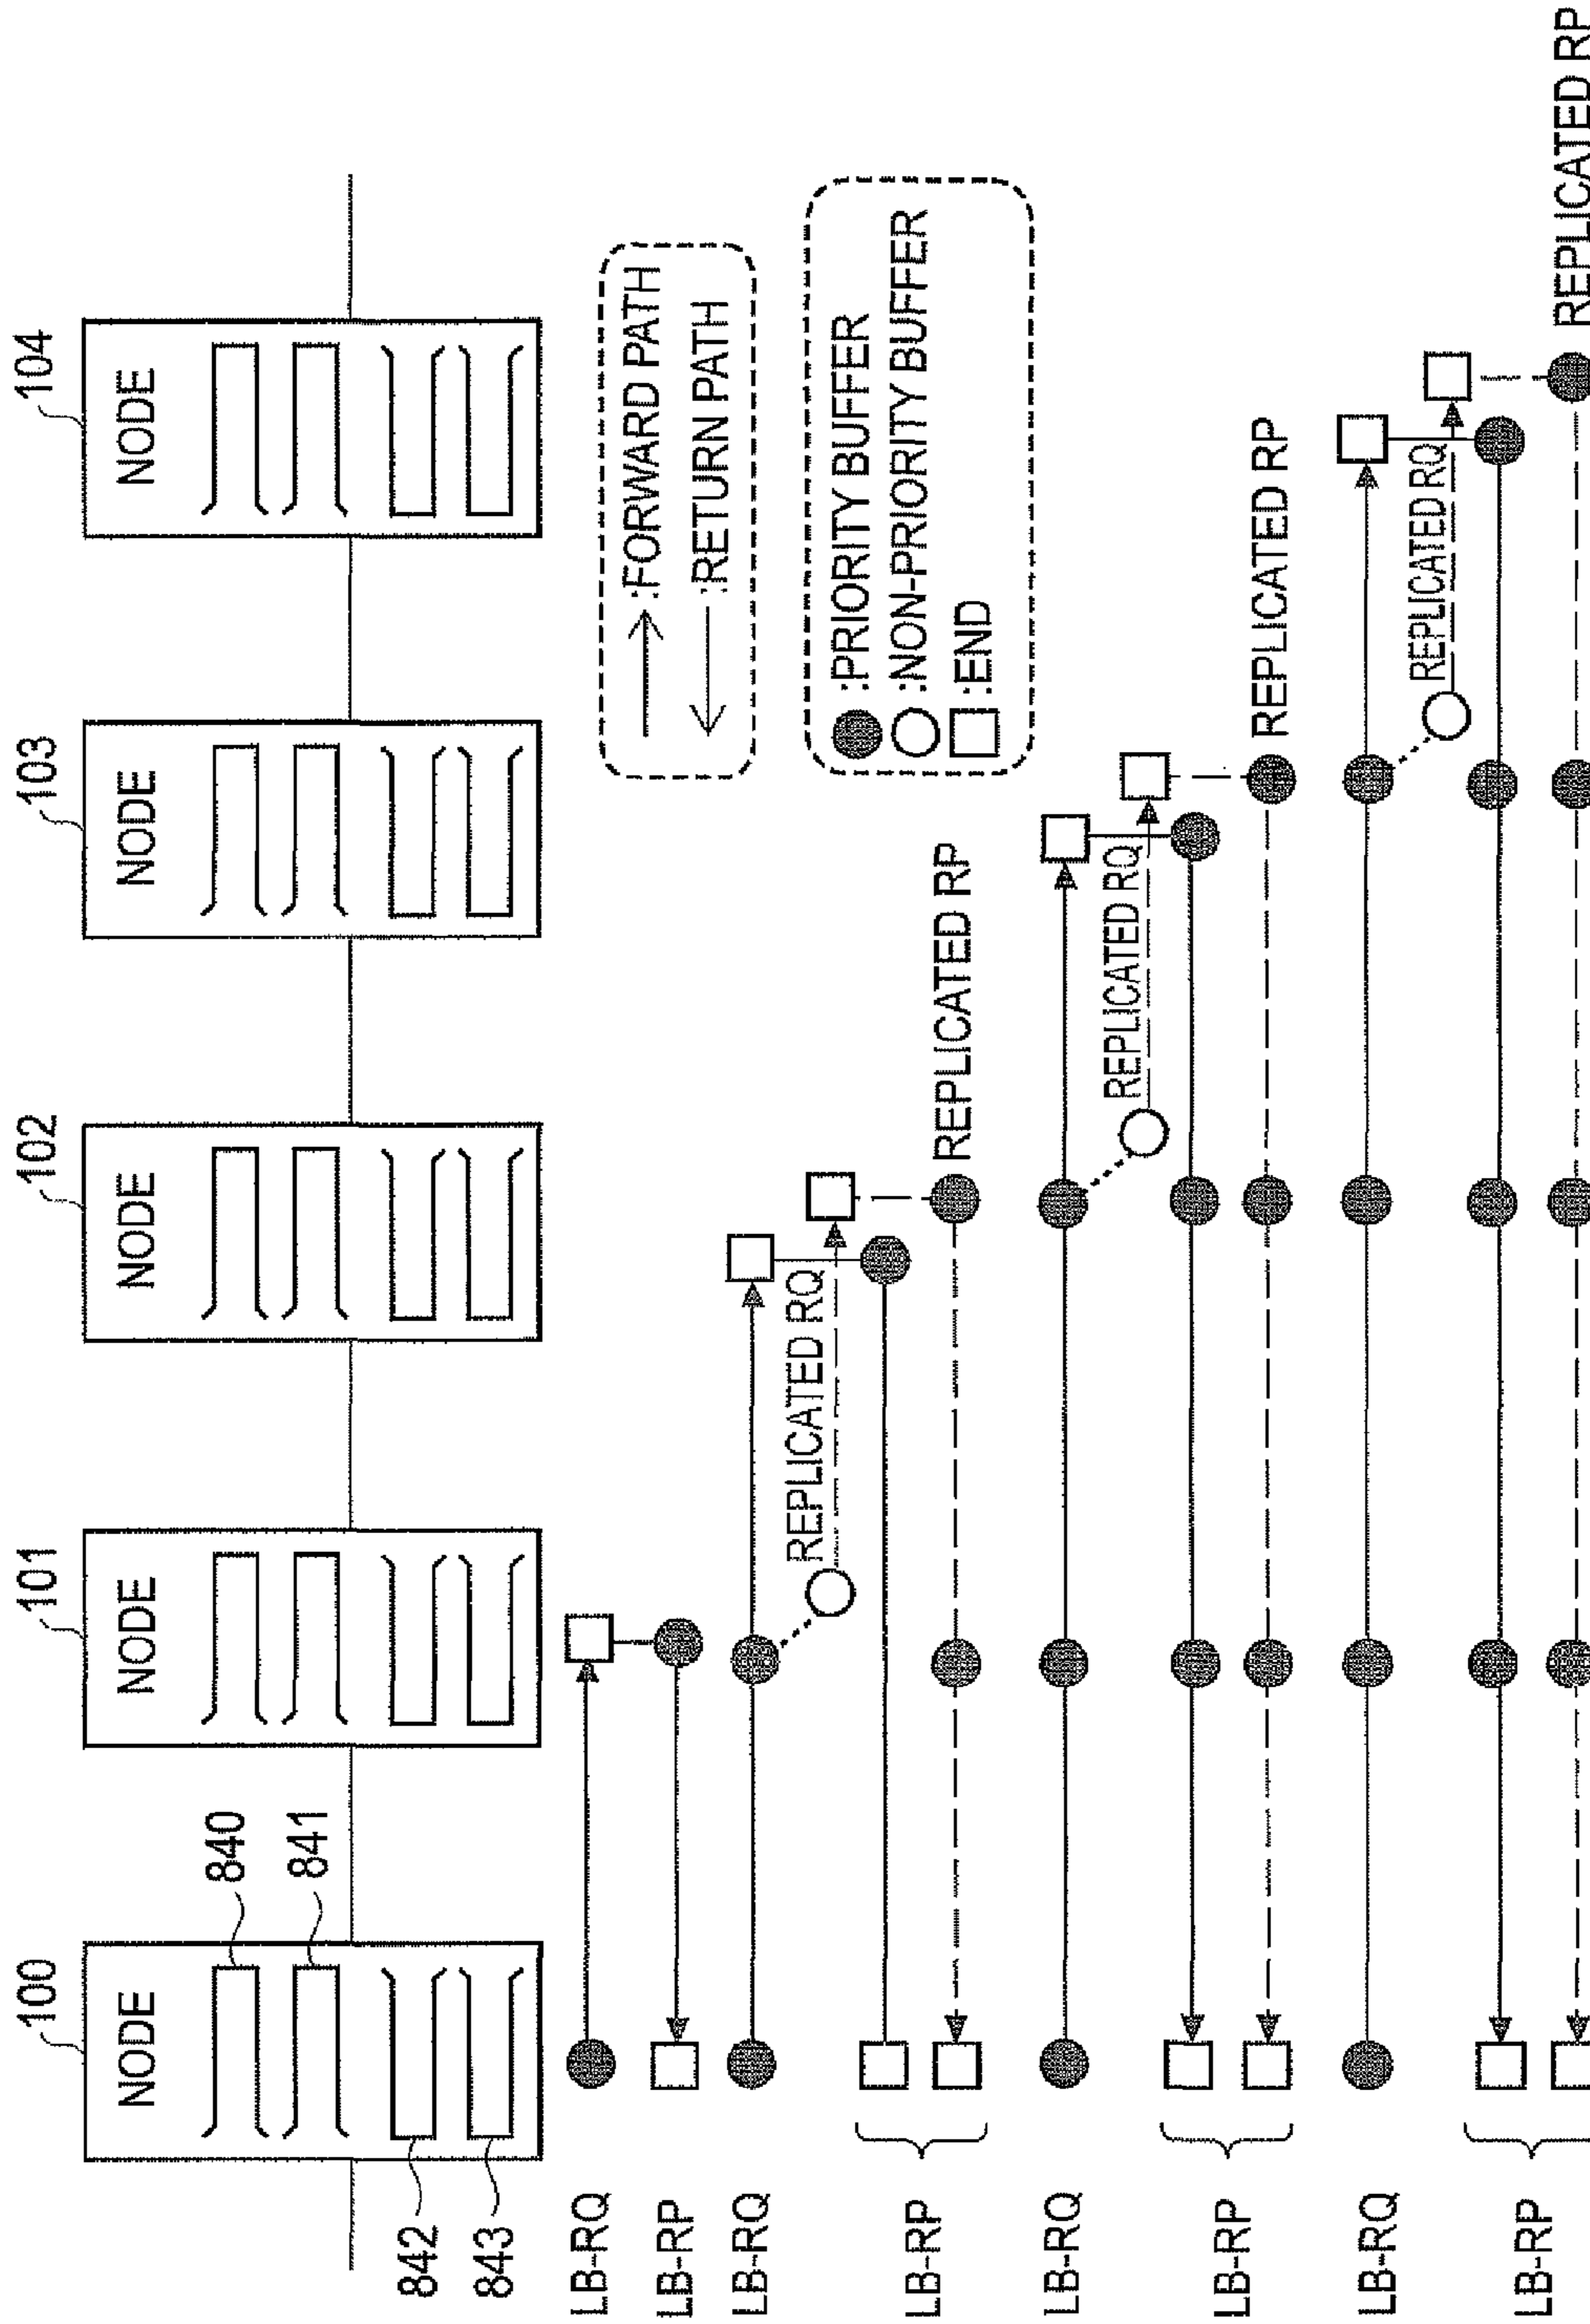 100
101
102
103
104
NODE
NODE
NODE
NODE
NODE
840
841
842
843
:FORWARD PATH
:RETURN PATH
:PRIORITY BUFFER
:NON-PRIORITY BUFFER
:END
LB-RQ
LB-RP
LB-RQ
REPLICATED RQ
LB-RP
REPLICATED RP
LB-RQ
REPLICATED RQ
LB-RP
REPLICATED RP
LB-RQ
REPLICATED RQ
LB-RP
REPLICATED RP